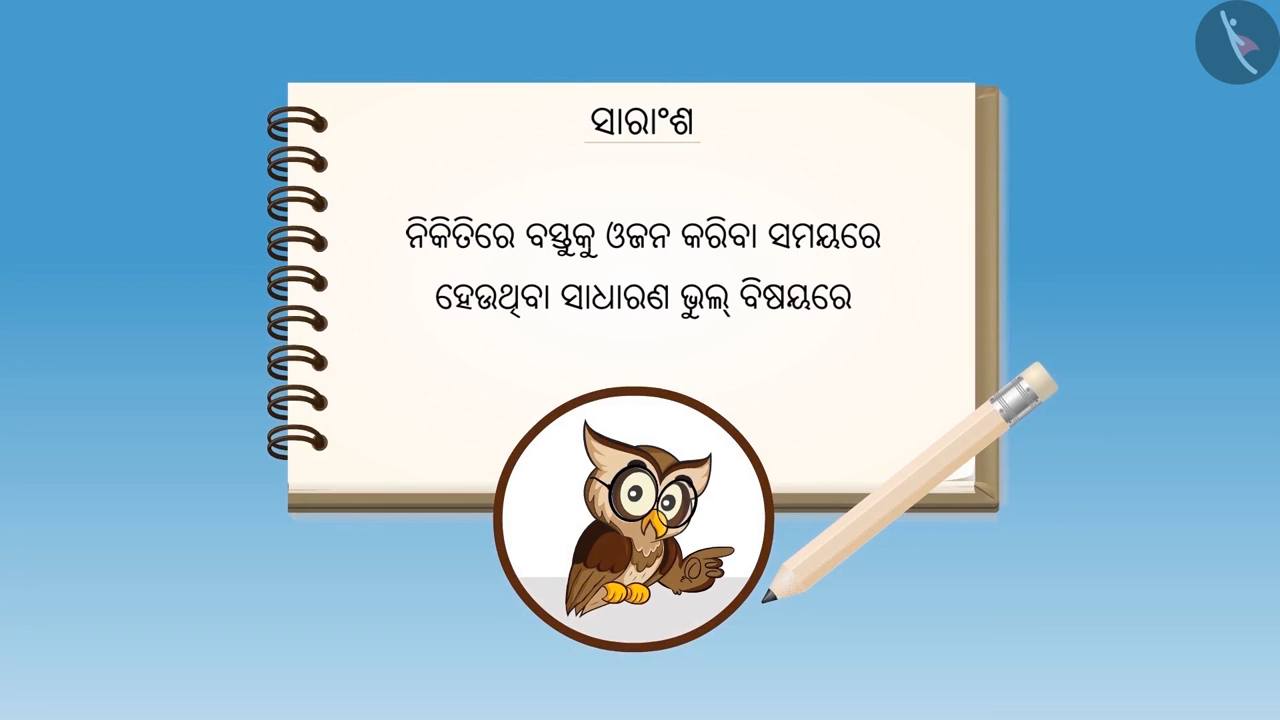 ସାରାଂଶ
ନିକିତିରେ ବସ୍ତୁକୁ ଓଜନ କରିବା ସମୟରେ
ହେଉଥିବା ସାଧାରଣ ଭୁଲ୍ ବିଷୟରେ